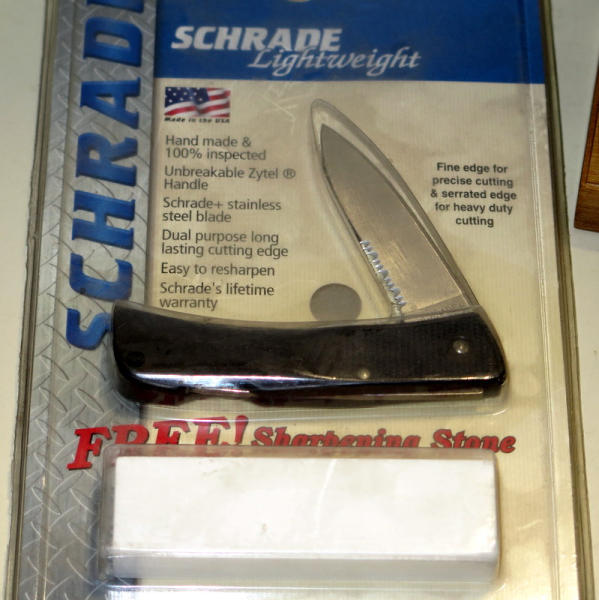 SCHRADE
SCHRADE
Lightweight
Made in the USA
Hand made &
100% inspected
Unbreakable Zytel ®
Handle
Schrade+ stainless
steel blade
Dual purpose long
lasting cutting edge
Easy to resharpen
Schrade's lifetime
warranty
Fine edge for
precise cutting
& serrated edge
for heavy duty
cutting
FREE! Sharpening Stone